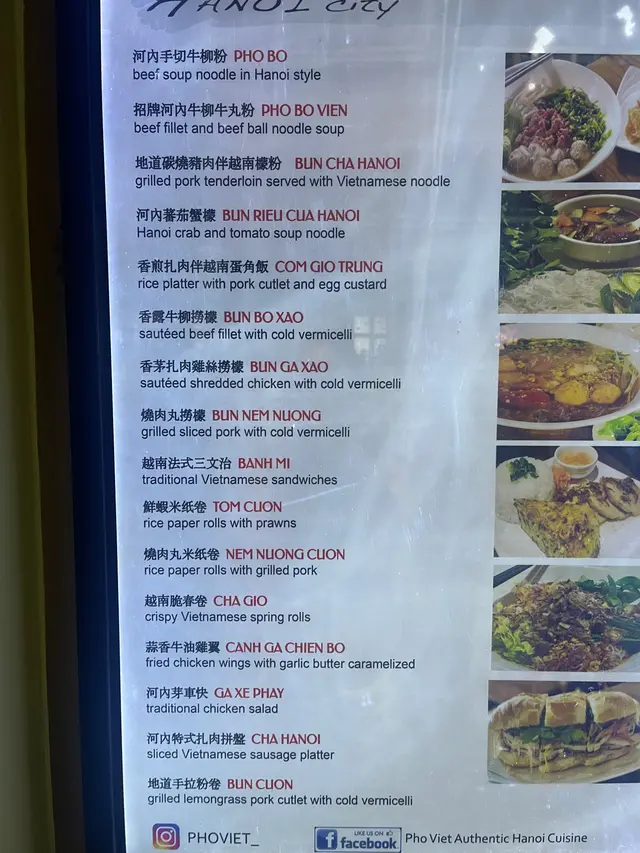 HANOI City
河內手切牛柳粉 PHO BO
beef soup noodle in Hanoi style
招牌河內牛柳牛丸粉 PHO BO VIEN
beef fillet and beef ball noodle soup
地道碳燒豬肉伴越南檬粉 BUN CHA HANOI
grilled pork tenderloin served with Vietnamese noodle
河內蕃茄蟹檬 BUN RIEU CUA HANOI
Hanoi crab and tomato soup noodle
香煎扎肉伴越南蛋角飯 COM GIO TRUNG
rice platter with pork cutlet and egg custard
香露牛柳撈檬 BUN BO XAO
sautéed beef fillet with cold vermicelli
香茅扎肉雞絲撈檬 BUN GA XAO
sautéed shredded chicken with cold vermicelli
燒肉丸撈檬 BUN NEM NUONG
grilled sliced pork with cold vermicelli
越南法式三文治 BANH MI
traditional Vietnamese sandwiches
鮮蝦米纸卷 TOM CUON
rice paper rolls with prawns
燒肉丸米纸卷 NEM NUONG CUON
rice paper rolls with grilled pork
越南脆春卷 CHA GIO
crispy Vietnamese spring rolls
蒜香牛油雞翼 CANH GA CHIEN BO
fried chicken wings with garlic butter caramelized
河內芽車快 GA XE PHAY
traditional chicken salad
河內特式扎肉拼盤 CHA HANOI
sliced Vietnamese sausage platter
地道手拉粉卷 BUN CUON
grilled lemongrass pork cutlet with cold vermicelli
PHOVIET_
LIKE US ON
facebook
Pho Viet Authentic Hanoi Cuisine